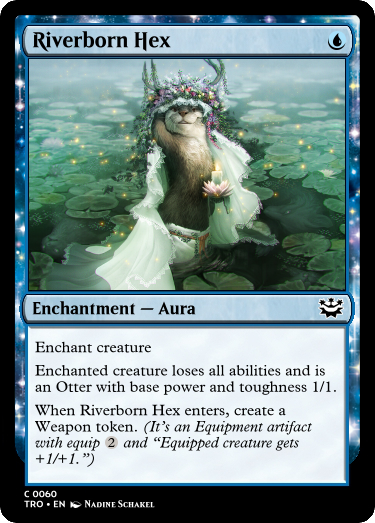 Riverborn Hex
Enchantment — Aura
Enchant creature
Enchanted creature loses all abilities and is
an Otter with base power and toughness 1/1.
When Riverborn Hex enters, create a
Weapon token. (It's an Equipment artifact
with equip 2 and “Equipped creature gets
+1/+1.”)
C 0060
TRO • EN Nadine Schakel